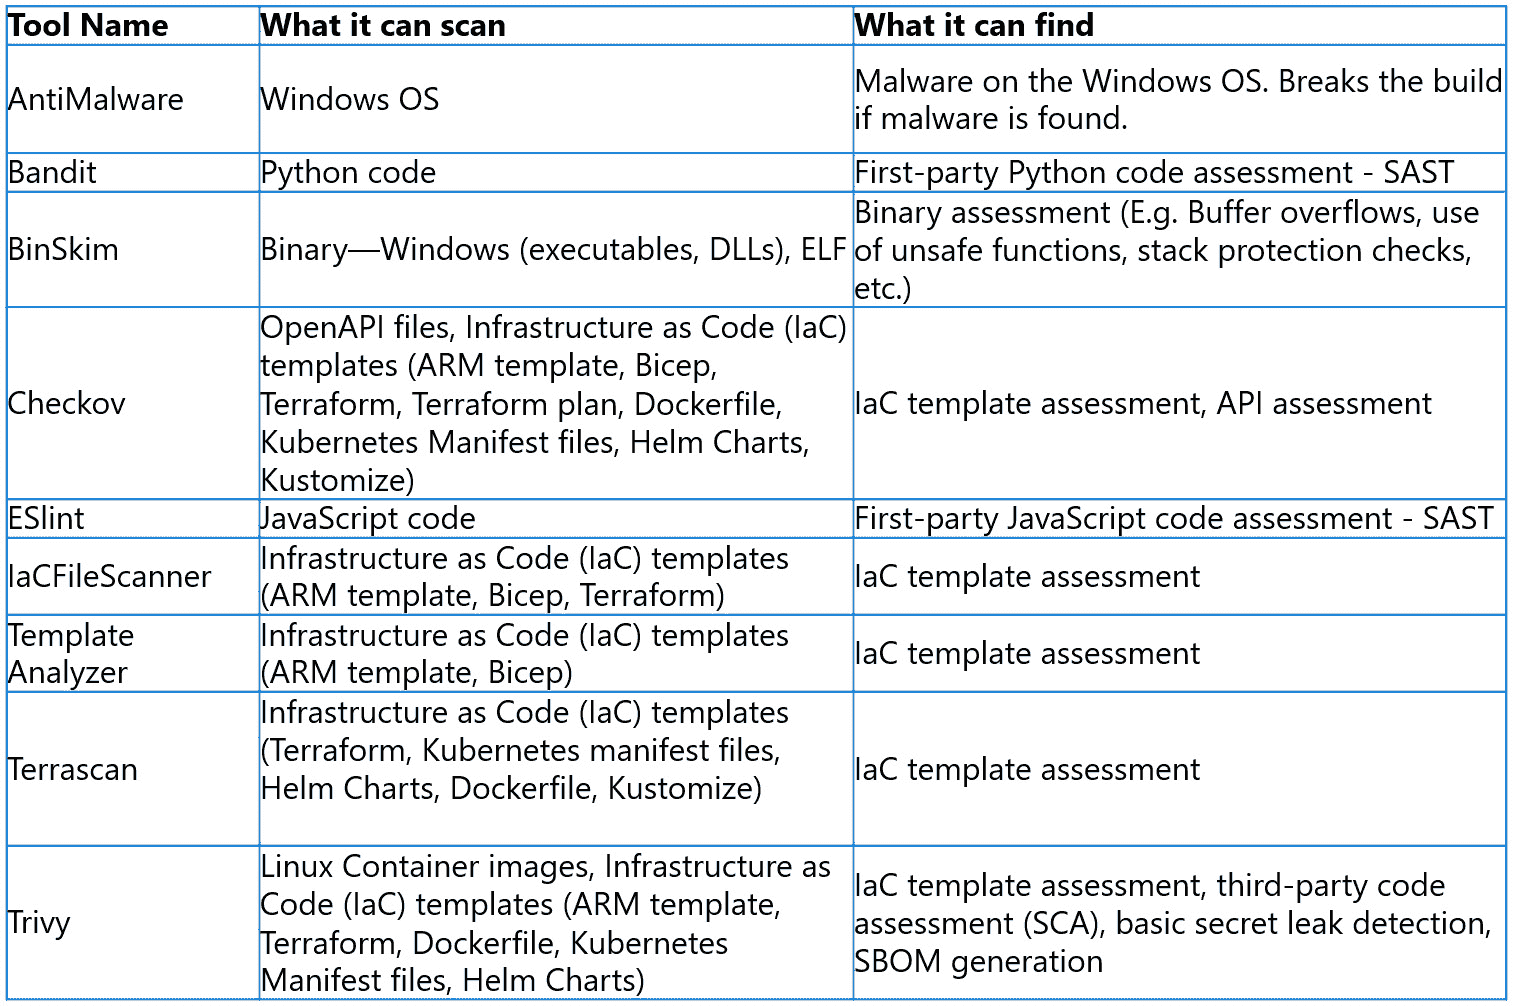 Tool Name
What it can scan
What it can find
AntiMalware
Windows OS
Malware on the Windows OS. Breaks the build
if malware is found.
Bandit
Python code
First-party Python code assessment - SAST
BinSkim
Binary—Windows (executables, DLLs), ELF
Binary assessment (E.g. Buffer overflows, use
of unsafe functions, stack protection checks,
etc.)
Checkov
OpenAPI files, Infrastructure as Code (IaC)
templates (ARM template, Bicep,
Terraform, Terraform plan, Dockerfile,
Kubernetes Manifest files, Helm Charts,
Kustomize)
IaC template assessment, API assessment
ESlint
JavaScript code
First-party JavaScript code assessment - SAST
IaCFileScanner
Infrastructure as Code (IaC) templates
(ARM template, Bicep, Terraform)
IaC template assessment
Template
Analyzer
Infrastructure as Code (IaC) templates
(ARM template, Bicep)
IaC template assessment
Terrascan
Infrastructure as Code (IaC) templates
(Terraform, Kubernetes manifest files,
Helm Charts, Dockerfile, Kustomize)
IaC template assessment
Trivy
Linux Container images, Infrastructure as
Code (IaC) templates (ARM template,
Terraform, Dockerfile, Kubernetes
Manifest files, Helm Charts)
IaC template assessment, third-party code
assessment (SCA), basic secret leak detection,
SBOM generation